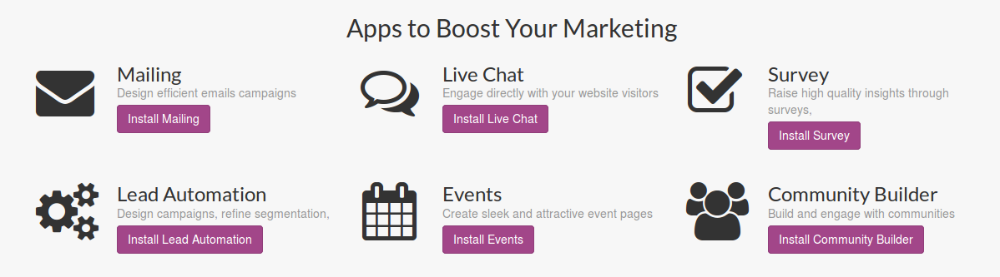 Apps to Boost Your Marketing
Mailing
Design efficient emails campaigns
Install Mailing
Live Chat
Engage directly with your website visitors
Install Live Chat
Survey
Raise high quality insights through
surveys,
Install Survey
Lead Automation
Design campaigns, refine segmentation,
Install Lead Automation
Events
Create sleek and attractive event pages
Install Events
Community Builder
Build and engage with communities
Install Community Builder